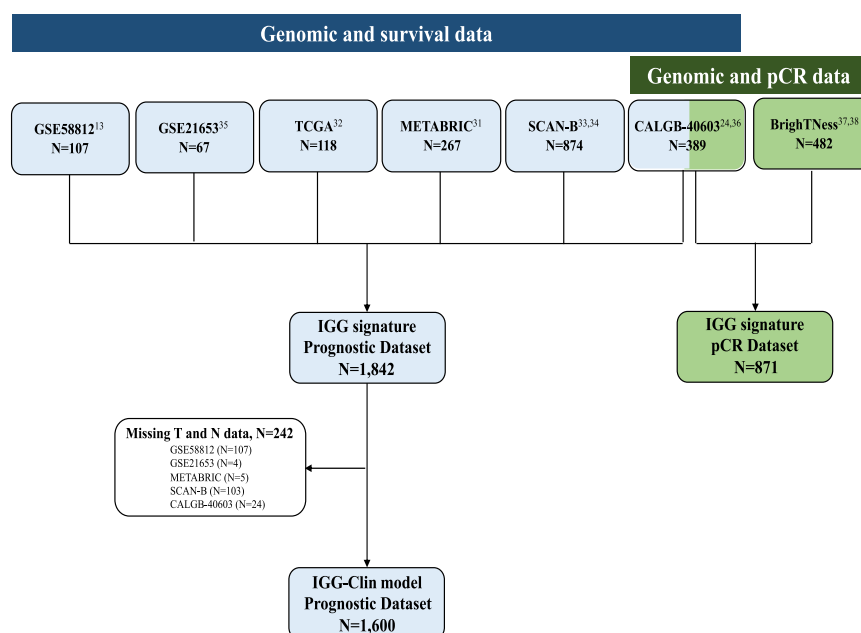 Genomic and survival data
Genomic and pCR data
GSE58812¹³
N=107
GSE21653³⁵
N=67
TCGA³²
N=118
METABRIC³¹
N=267
SCAN-B³³,³⁴
N=874
CALGB-40603²⁴,³⁶
N=389
BrighTNess³⁷,³⁸
N=482
IGG signature
Prognostic Dataset
N=1,842
IGG signature
pCR Dataset
N=871
Missing T and N data, N=242
GSE58812 (N=107)
GSE21653 (N=4)
METABRIC (N=5)
SCAN-B (N=103)
CALGB-40603 (N=24)
IGG-Clin model
Prognostic Dataset
N=1,600